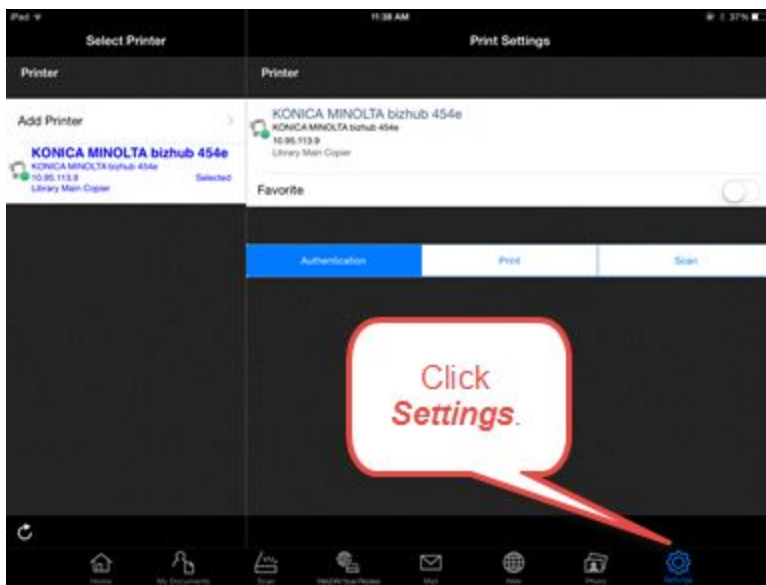 iPad
11:38 AM
37%
Select Printer
Print Settings
Printer
Printer
Add Printer
KONICA MINOLTA bizhub 454e
KONICA MINOLTA bizhub 454e
10.95.113.9
Selected
Library Main Copier
KONICA MINOLTA bizhub 454e
KONICA MINOLTA bizhub 454e
10.95.113.9
Library Main Copier
Favorite
Authentication
Print
Scan
Click
Settings.
Home
My Documents
Scan
Mail
Web
Photo
Settings